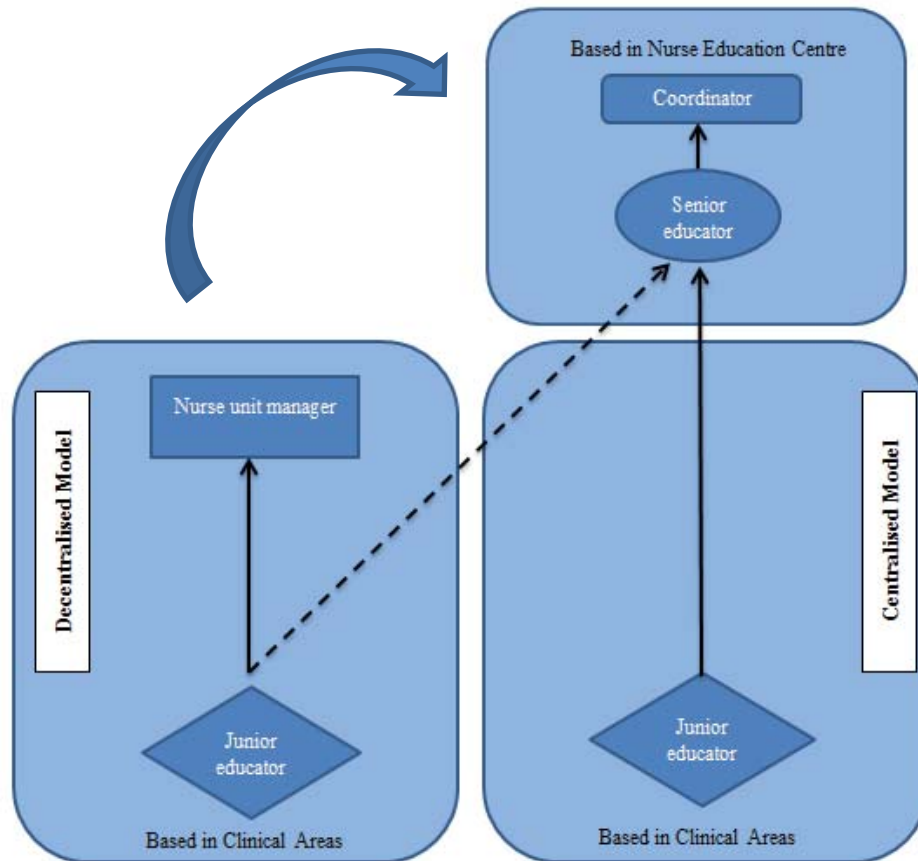 Based in Nurse Education Centre
Coordinator
Senior
educator
Nurse unit manager
Decentralised Model
Centralised Model
Junior
educator
Junior
educator
Based in Clinical Areas
Based in Clinical Areas